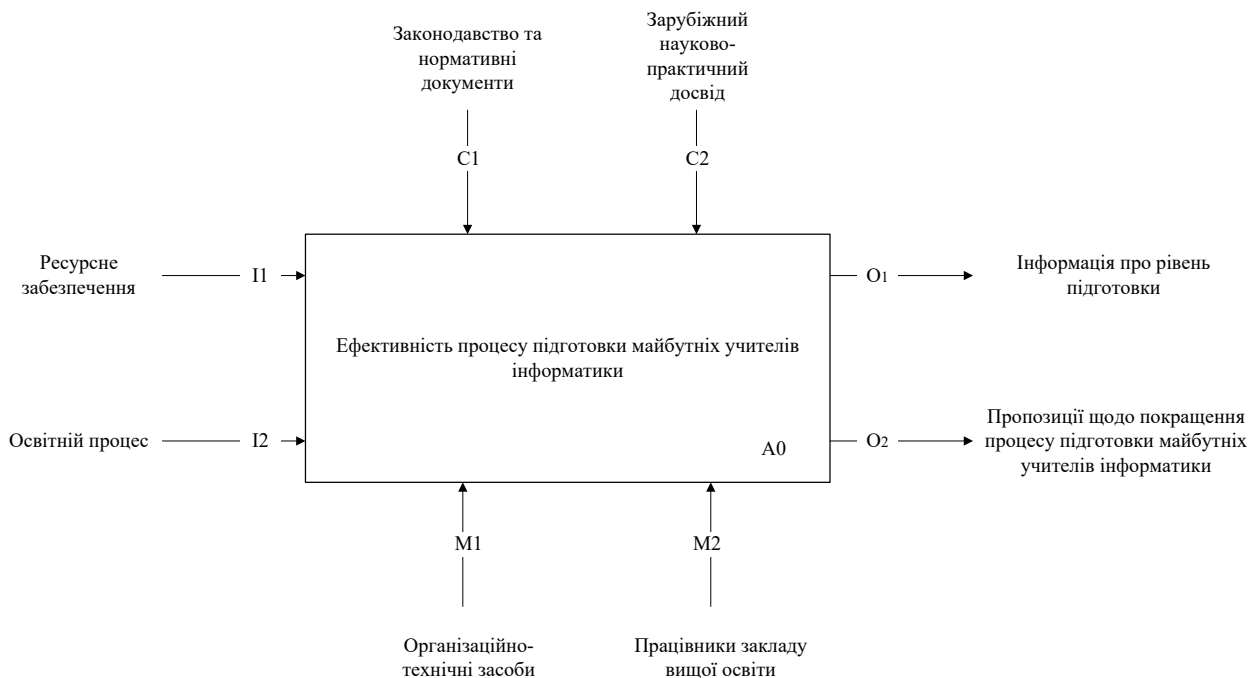 Законодавство та
нормативні
документи
Зарубіжний
науково-
практичний
досвід
C1
C2
Ресурсне
забезпечення
I1
O1
Інформація про рівень
підготовки
Ефективність процесу підготовки майбутніх учителів
інформатики
Освітній процес
I2
A0
O2
Пропозиції щодо покращення
процесу підготовки майбутніх
учителів інформатики
M1
M2
Організаційно-
технічні засоби
Працівники закладу
вищої освіти